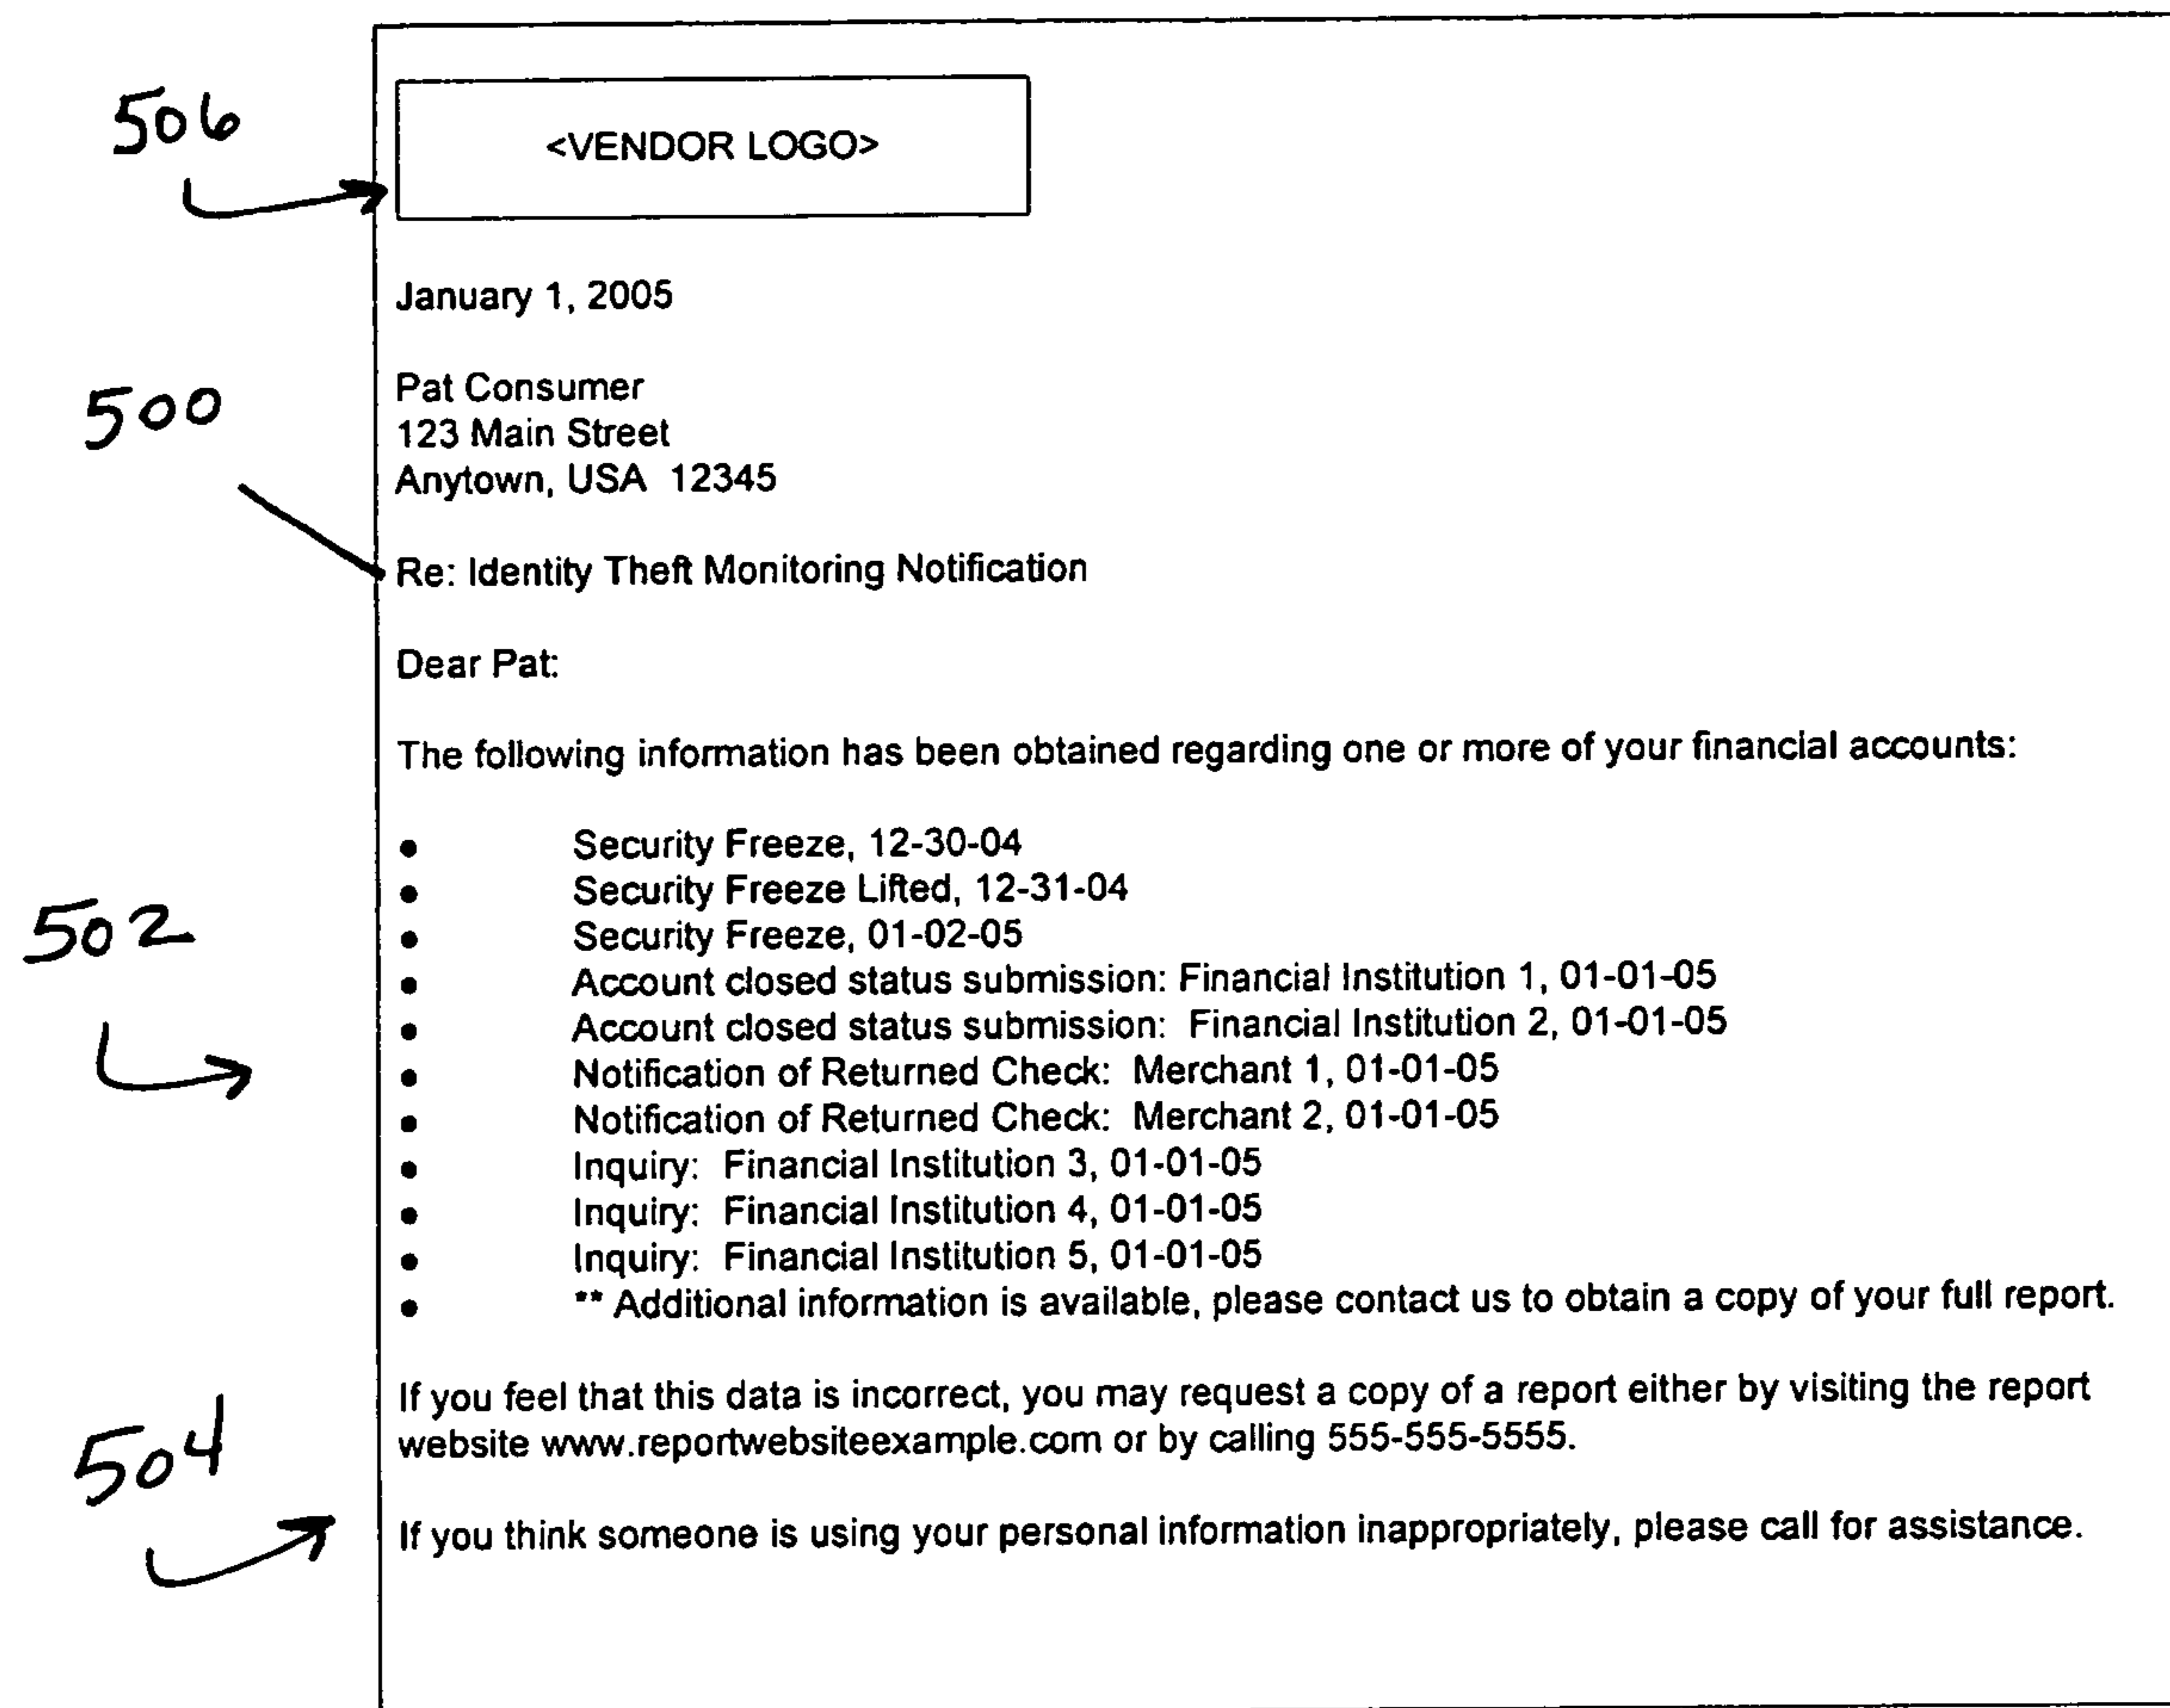 506
<VENDOR LOGO>
January 1, 2005
500
Pat Consumer
123 Main Street
Anytown, USA 12345
Re: Identity Theft Monitoring Notification
Dear Pat:
The following information has been obtained regarding one or more of your financial accounts:
• Security Freeze, 12-30-04
• Security Freeze Lifted, 12-31-04
502
• Security Freeze, 01-02-05
• Account closed status submission: Financial Institution 1, 01-01-05
• Account closed status submission: Financial Institution 2, 01-01-05
• Notification of Returned Check: Merchant 1, 01-01-05
• Notification of Returned Check: Merchant 2, 01-01-05
• Inquiry: Financial Institution 3, 01-01-05
• Inquiry: Financial Institution 4, 01-01-05
• Inquiry: Financial Institution 5, 01-01-05
• ** Additional information is available, please contact us to obtain a copy of your full report.
504
If you feel that this data is incorrect, you may request a copy of a report either by visiting the report
website www.reportwebsiteexample.com or by calling 555-555-5555.
If you think someone is using your personal information inappropriately, please call for assistance.